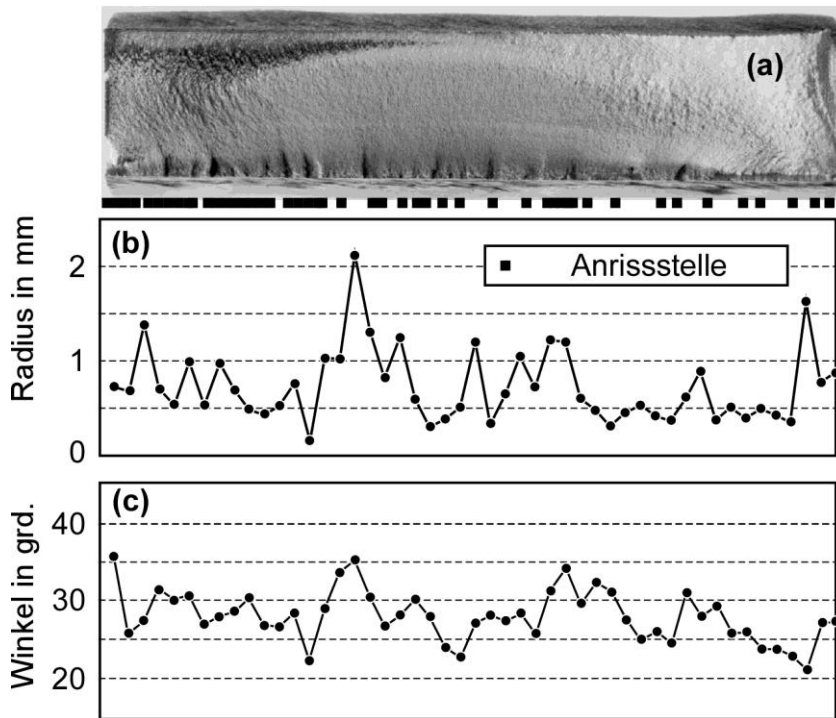 (a)
(b)
Anrissstelle
Radius in mm
2
1
0
(c)
Winkel in grd.
40
30
20